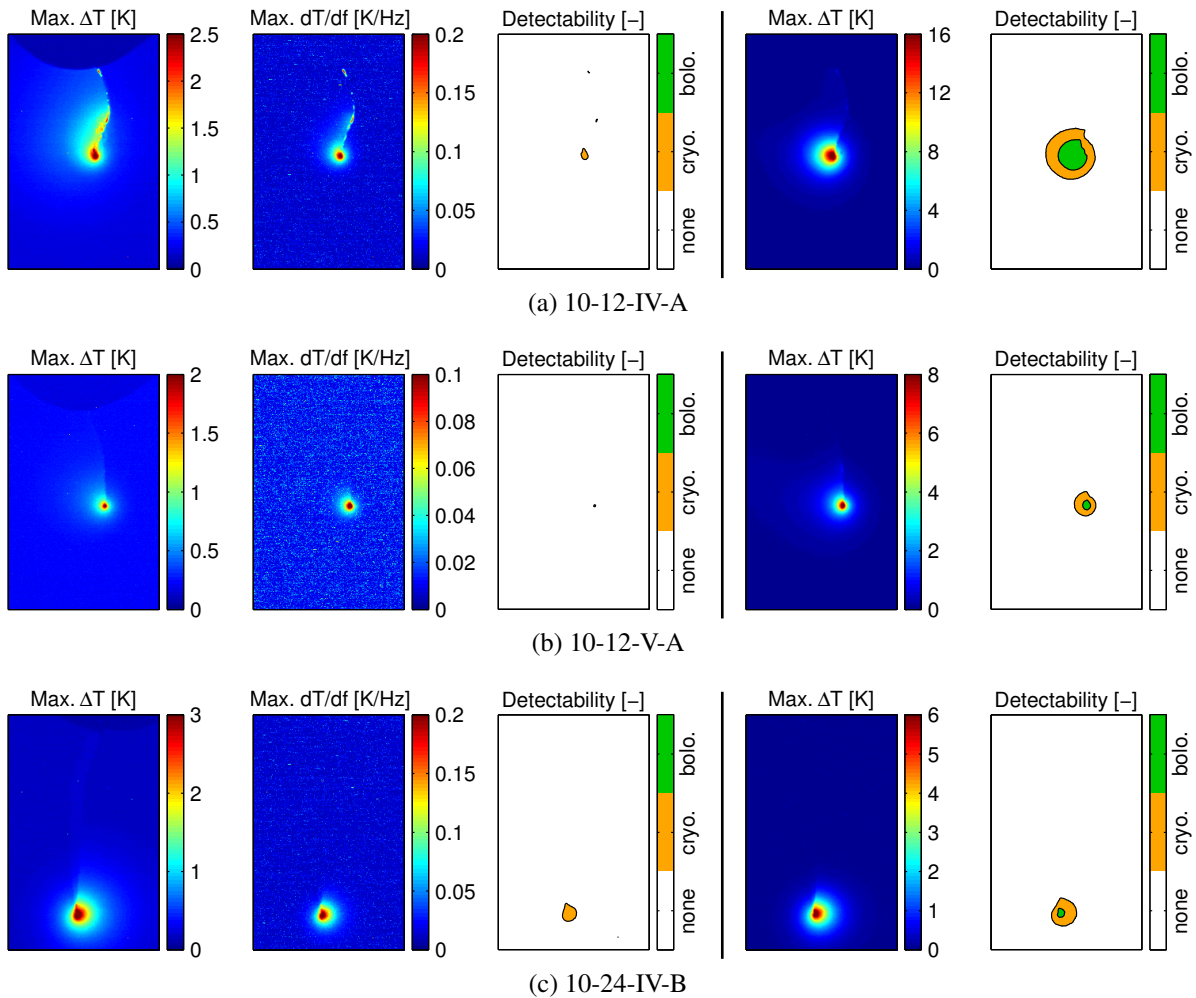 Max. ΔT [K] Max. dT/df [K/Hz] Detectability [−] Max. ΔT [K] Detectability [−]
2.5 0.2 bolo. 16 bolo.
2 0.15 12
1.5 cryo. cryo.
0.1 8
1
0.05 4
0.5 none none
0 0 0
(a) 10-12-IV-A
Max. ΔT [K] Max. dT/df [K/Hz] Detectability [−] Max. ΔT [K] Detectability [−]
2 0.1 bolo. 8 bolo.
1.5 0.08 6
0.06 cryo. cryo.
1 4
0.04
0.5 0.02 none 2 none
0 0 0
(b) 10-12-V-A
Max. ΔT [K] Max. dT/df [K/Hz] Detectability [−] Max. ΔT [K] Detectability [−]
3 0.2 bolo. 6 bolo.
5
2 0.15 cryo. 4 cryo.
0.1 3
1 0.05 none 2 none
1
0 0 0
(c) 10-24-IV-B